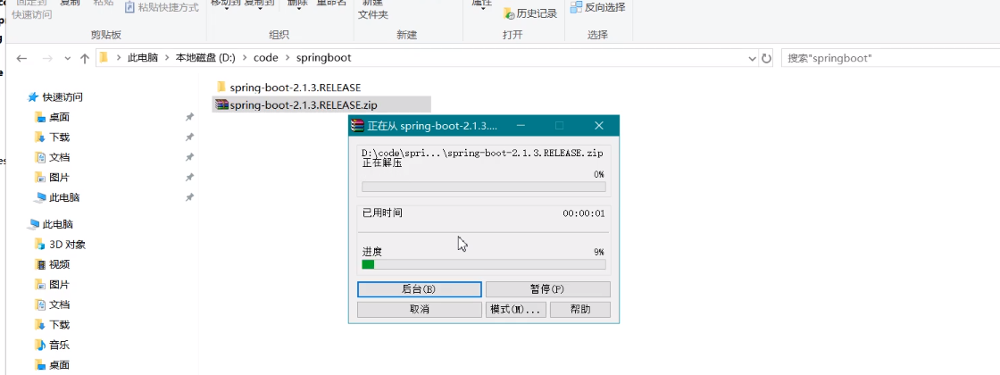 固定到 复制 粘贴 粘贴快捷方式 移动到 复制到 删除 重命名 新建 属性 历史记录 反向选择
快速访问 文件夹
剪贴板 组织 新建 打开 选择
此电脑 > 本地磁盘 (D:) > code > springboot 搜索"springboot"
快速访问
桌面
下载
文档
图片
此电脑
此电脑
3D 对象
视频
图片
文档
下载
音乐
桌面
spring-boot-2.1.3.RELEASE
spring-boot-2.1.3.RELEASE.zip
正在从 spring-boot-2.1.3....
D:\code\spri...\spring-boot-2.1.3.RELEASE.zip
正在解压
0%
已用时间 00:00:01
进度 9%
后台(B) 暂停(P)
取消 模式(M)... 帮助